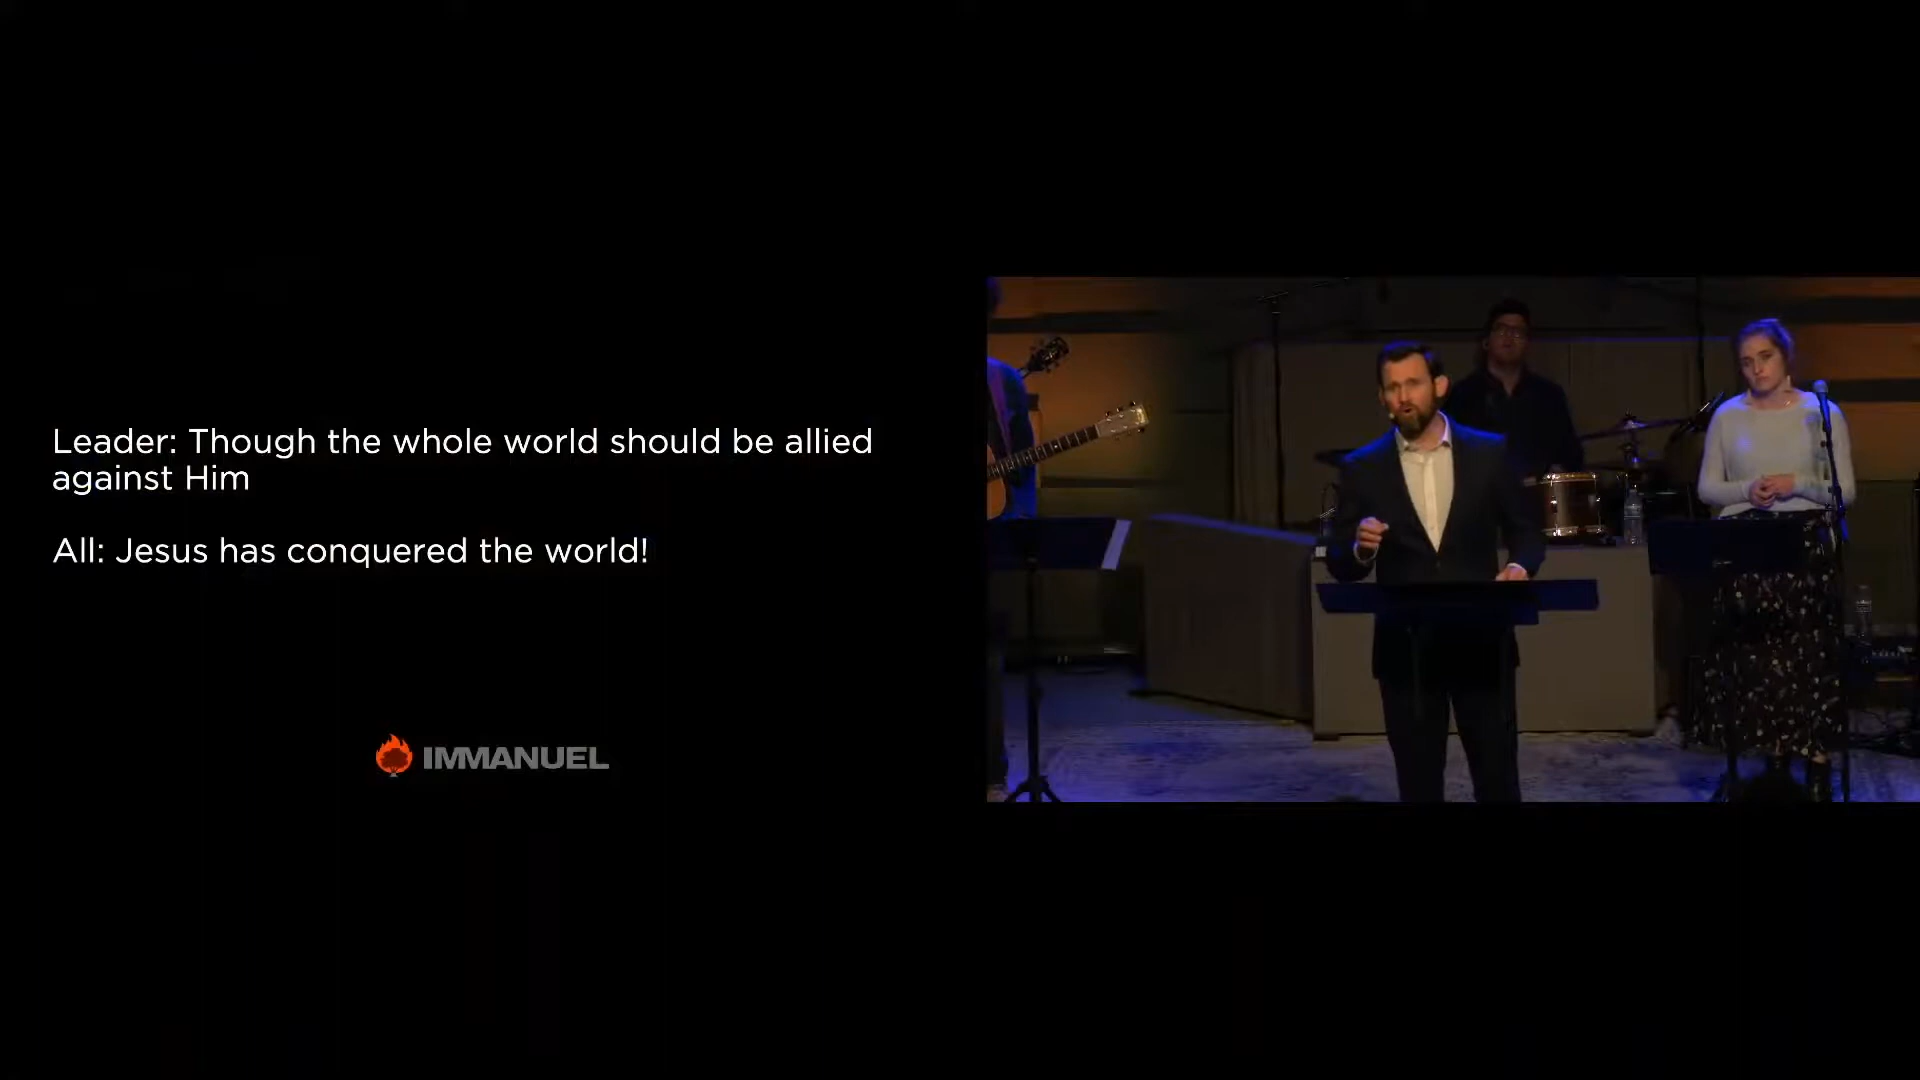 Leader: Though the whole world should be allied
against Him
All: Jesus has conquered the world!
IMMANUEL